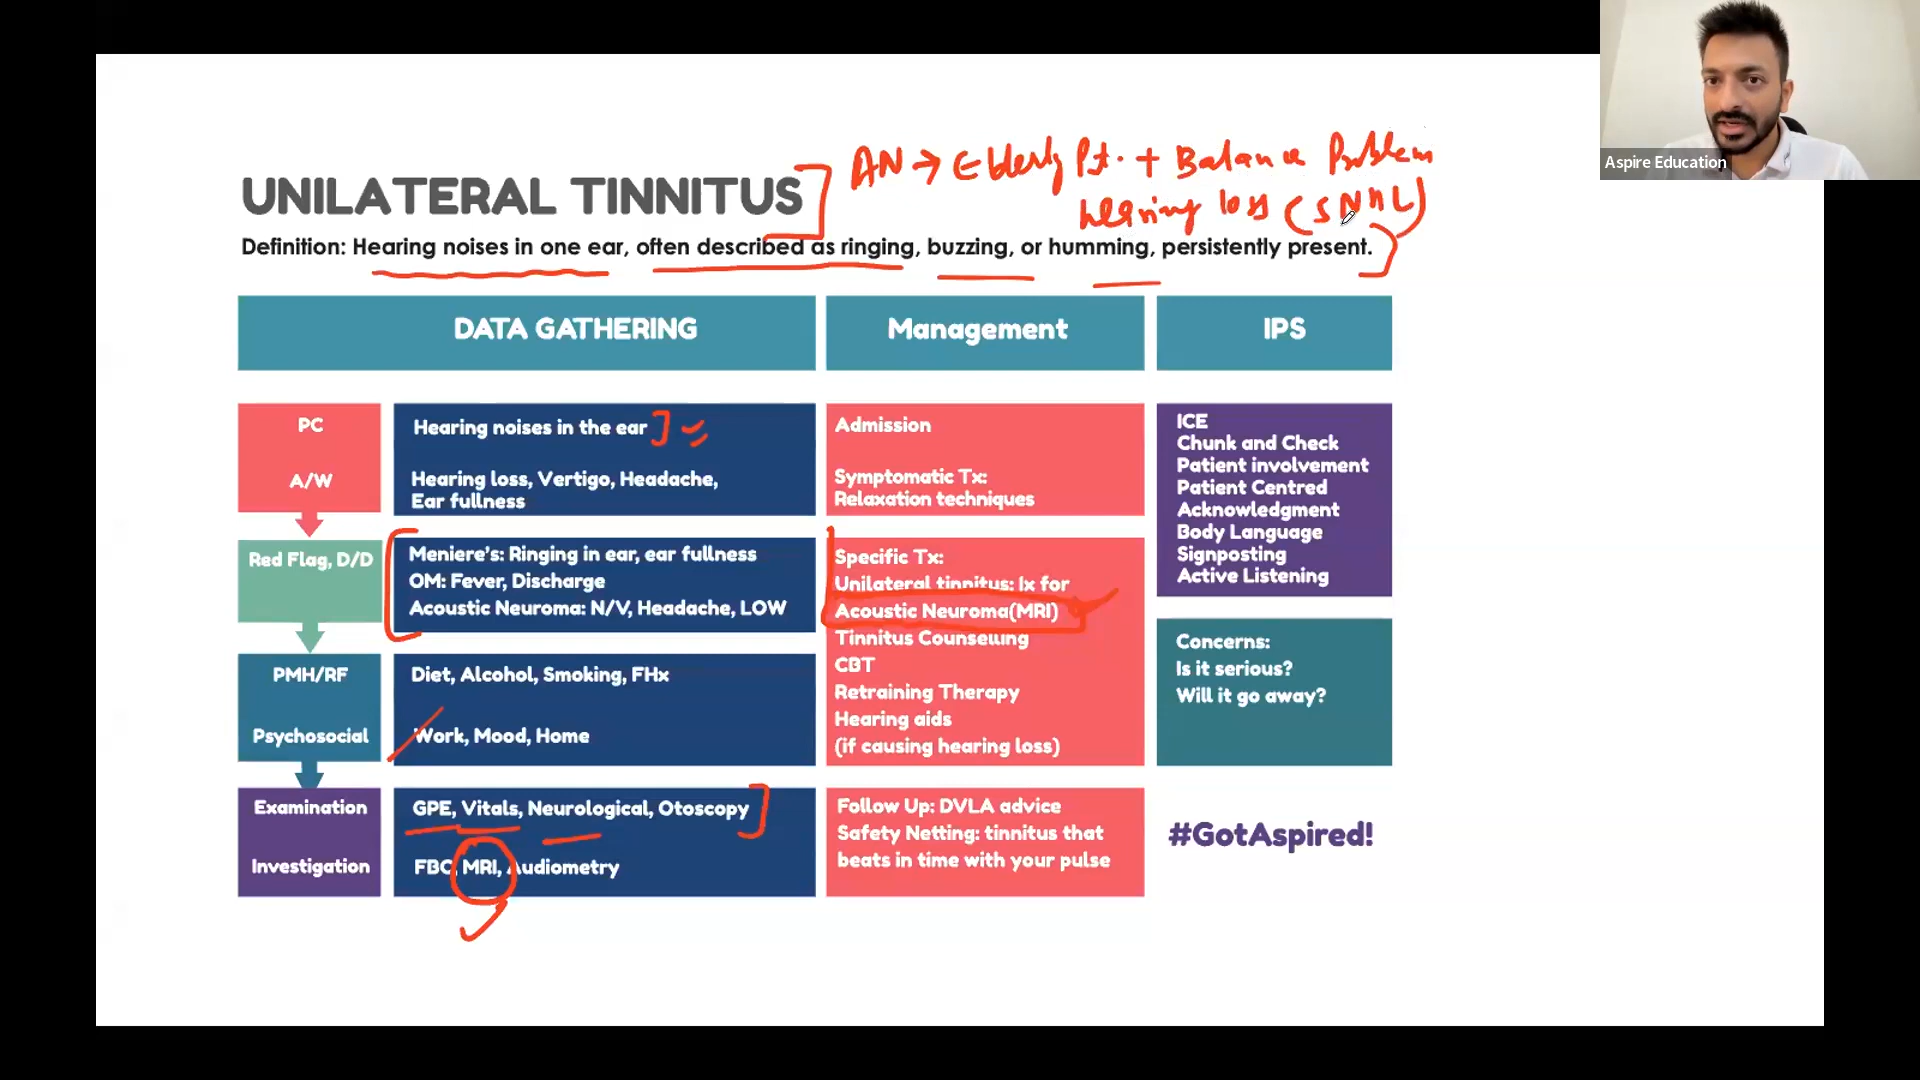 Aspire Education
AN → Elderly Pt. + Balance Problem
hearing loss (SNHL)
UNILATERAL TINNITUS
Definition: Hearing noises in one ear, often described as ringing, buzzing, or humming, persistently present.
DATA GATHERING
Management
IPS
PC
A/W
Hearing noises in the ear
Hearing loss, Vertigo, Headache,
Ear fullness
Admission
Symptomatic Tx:
Relaxation techniques
ICE
Chunk and Check
Patient involvement
Patient Centred
Acknowledgment
Body Language
Signposting
Active Listening
Red Flag, D/D
Meniere's: Ringing in ear, ear fullness
OM: Fever, Discharge
Acoustic Neuroma: N/V, Headache, LOW
Specific Tx:
Unilateral tinnitus: Ix for
Acoustic Neuroma(MRI)
Tinnitus Counselling
CBT
Retraining Therapy
Hearing aids
(if causing hearing loss)
Concerns:
Is it serious?
Will it go away?
PMH/RF
Psychosocial
Diet, Alcohol, Smoking, FHx
Work, Mood, Home
Examination
Investigation
GPE, Vitals, Neurological, Otoscopy
FBC, MRI, Audiometry
Follow Up: DVLA advice
Safety Netting: tinnitus that
beats in time with your pulse
#GotAspired!